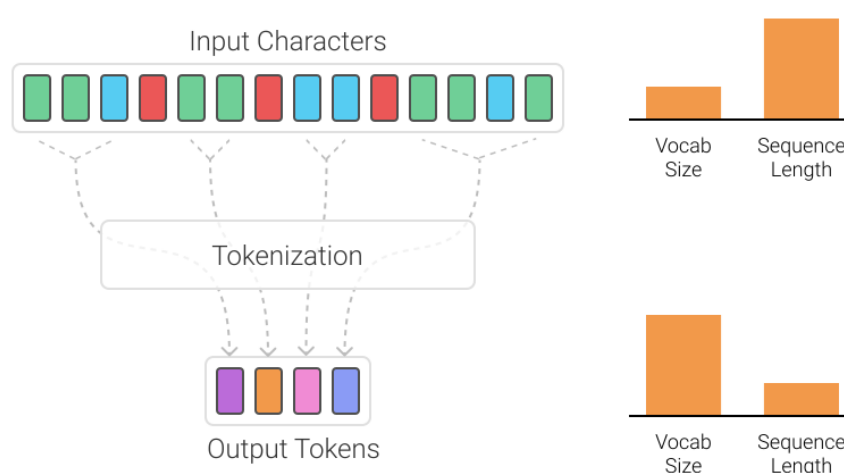 Input Characters
Vocab
Size
Sequence
Length
Tokenization
Output Tokens
Vocab
Size
Sequence
Length